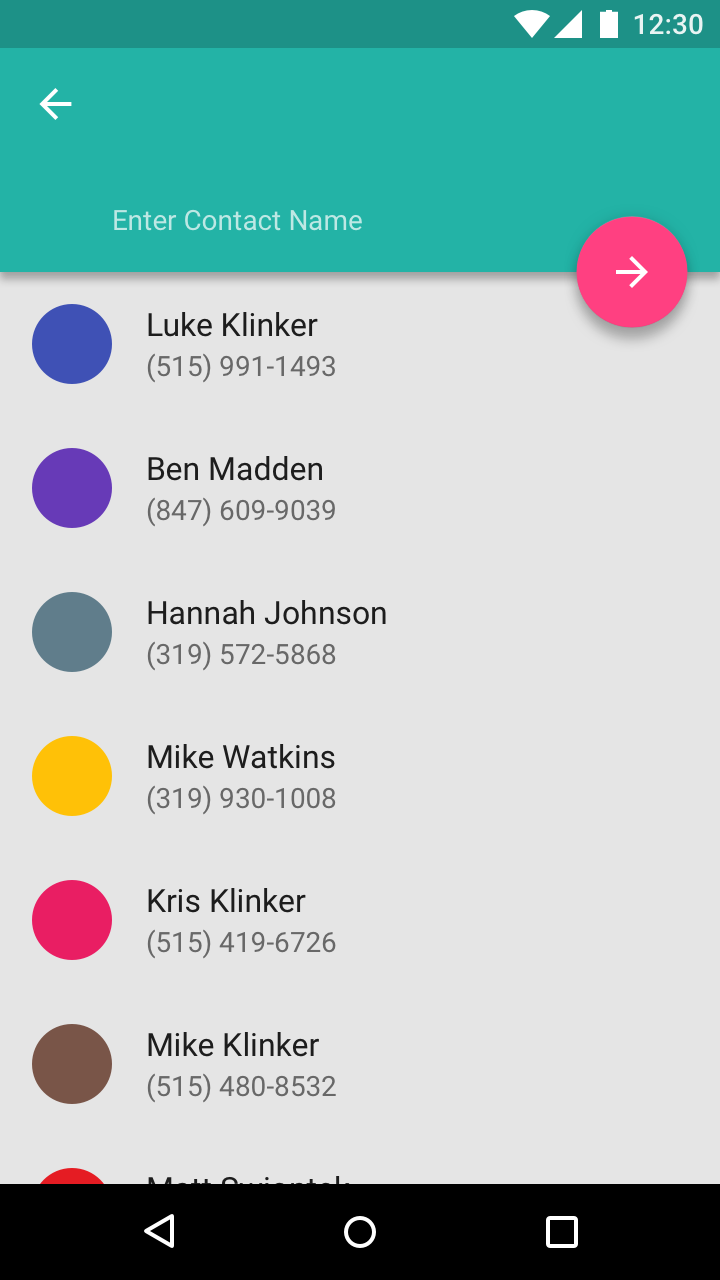 12:30
Enter Contact Name
Luke Klinker
(515) 991-1493
Ben Madden
(847) 609-9039
Hannah Johnson
(319) 572-5868
Mike Watkins
(319) 930-1008
Kris Klinker
(515) 419-6726
Mike Klinker
(515) 480-8532
Matt